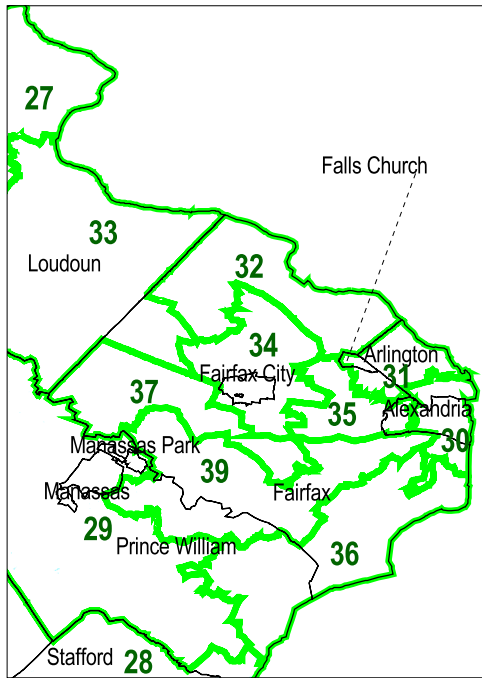 27
Falls Church
33
Loudoun
32
34
Arlington
Fairfax City
31
37
35
Alexandria
Manassas Park
30
39
Manassas
Fairfax
29
Prince William
36
Stafford
28